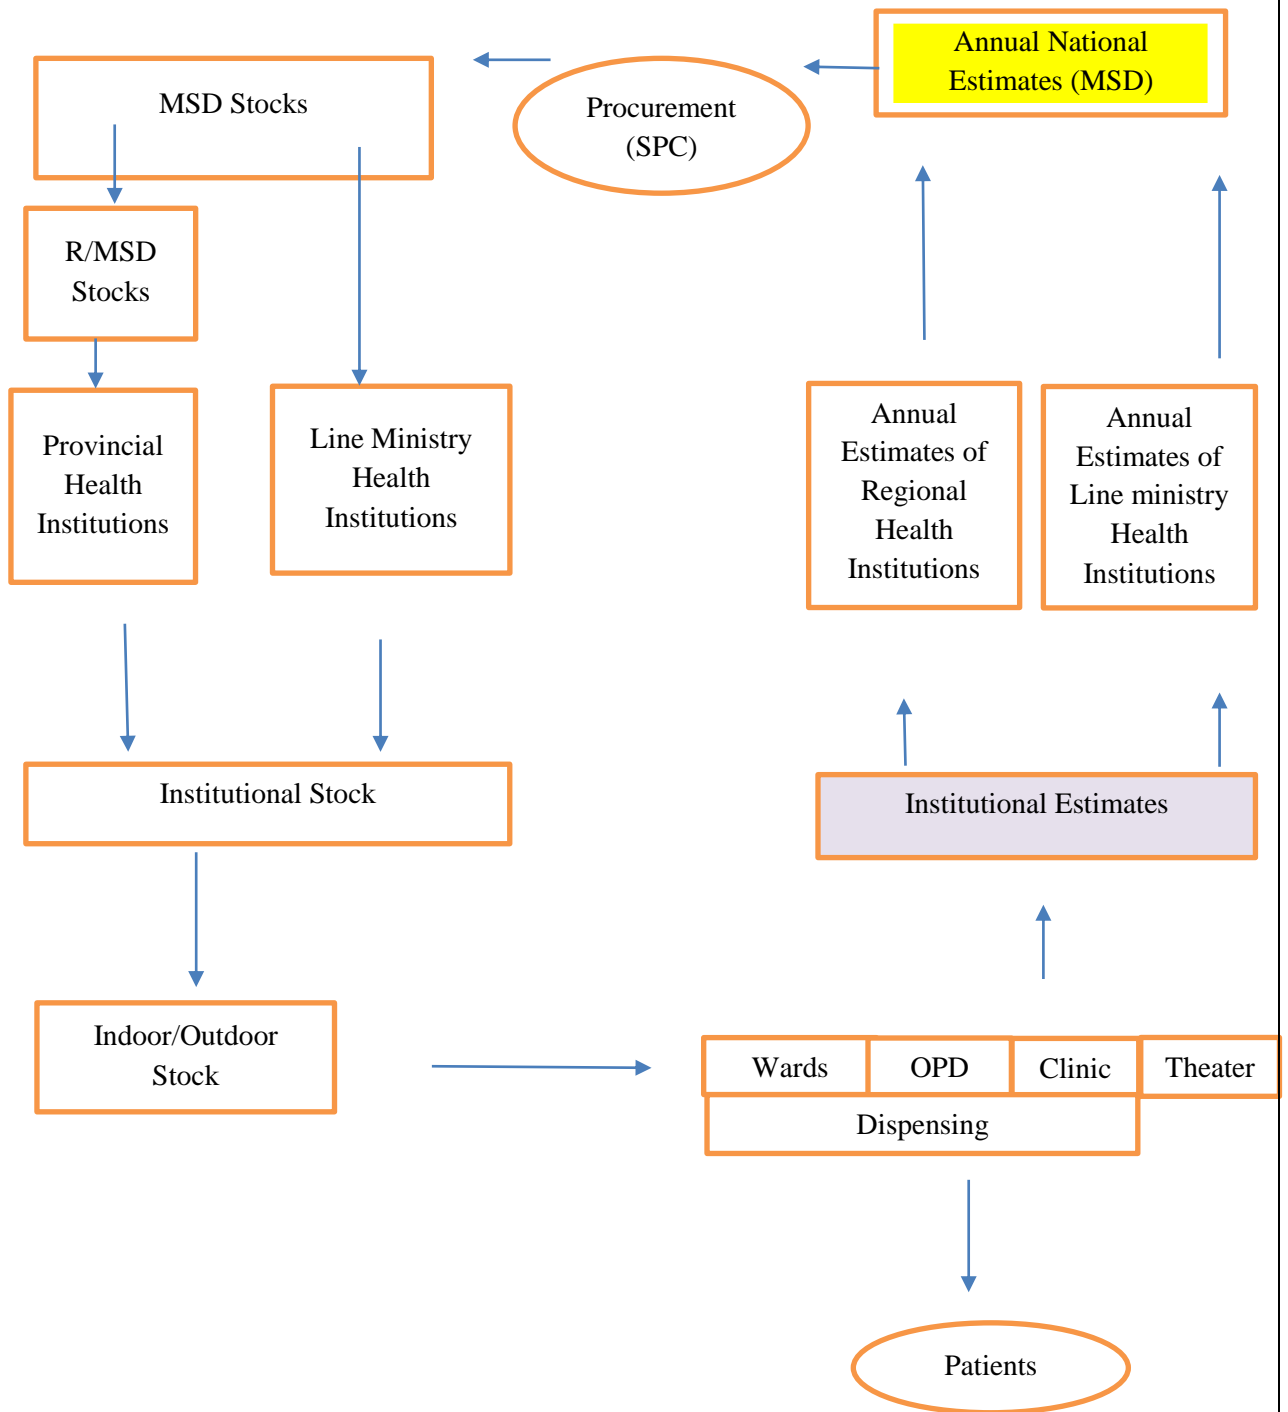 Annual National
Estimates (MSD)
MSD Stocks
Procurement
(SPC)
R/MSD
Stocks
Provincial
Health
Institutions
Line Ministry
Health
Institutions
Annual
Estimates of
Regional
Health
Institutions
Annual
Estimates of
Line ministry
Health
Institutions
Institutional Stock
Institutional Estimates
Indoor/Outdoor
Stock
Wards
OPD
Clinic
Theater
Dispensing
Patients